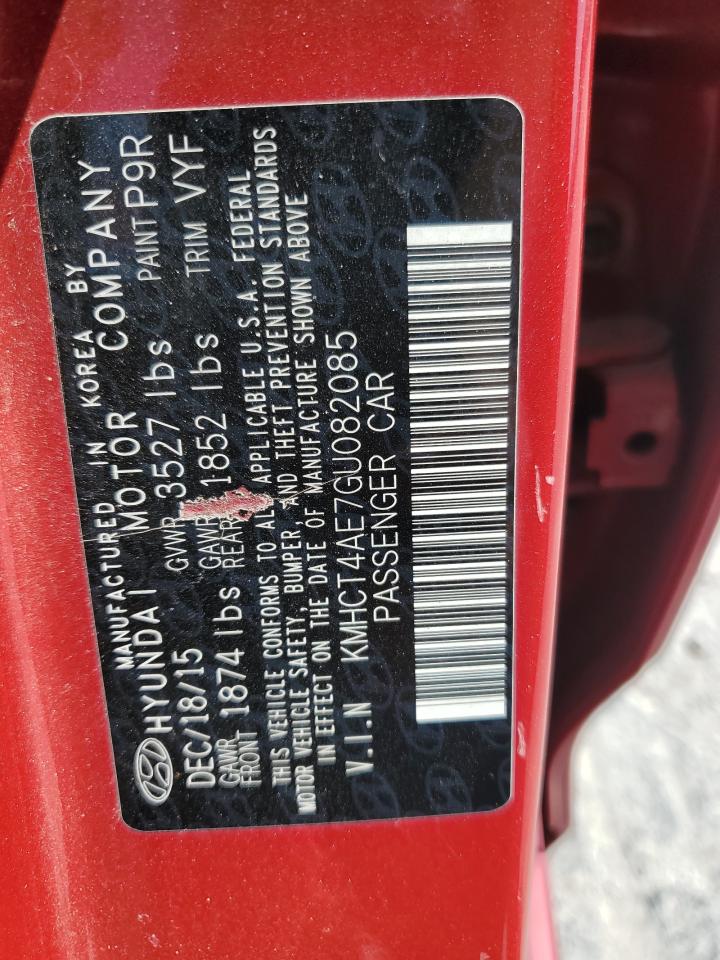 MANUFACTURED IN KOREA BY
HYUNDAI MOTOR COMPANY
DEC/18/15 GVWR 3527 lbs PAINT P9R
GAWR FRONT 1874 lbs GAWR REAR 1852 lbs TRIM VYF
THIS VEHICLE CONFORMS TO ALL APPLICABLE U.S.A. FEDERAL
MOTOR VEHICLE SAFETY, BUMPER, AND THEFT PREVENTION STANDARDS
IN EFFECT ON THE DATE OF MANUFACTURE SHOWN ABOVE
V.I.N KMHCT4AE7GU082085
PASSENGER CAR